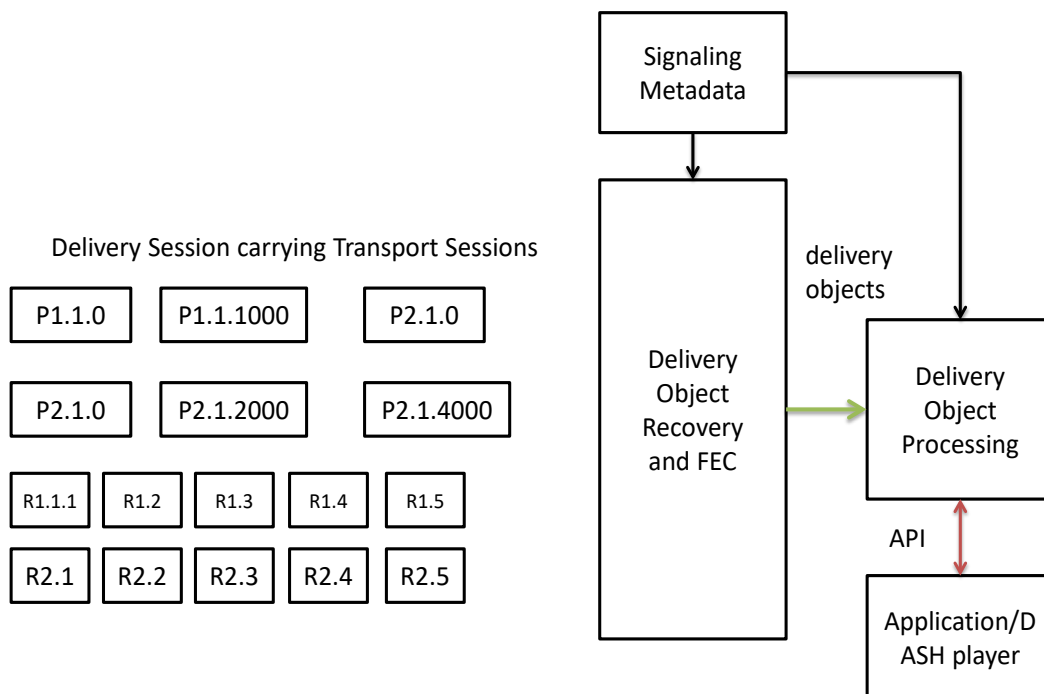 Signaling
Metadata
Delivery Session carrying Transport Sessions
P1.1.0
P1.1.1000
P2.1.0
P2.1.0
P2.1.2000
P2.1.4000
R1.1.1
R1.2
R1.3
R1.4
R1.5
R2.1
R2.2
R2.3
R2.4
R2.5
Delivery
Object
Recovery
and FEC
delivery
objects
Delivery
Object
Processing
API
Application/D
ASH player